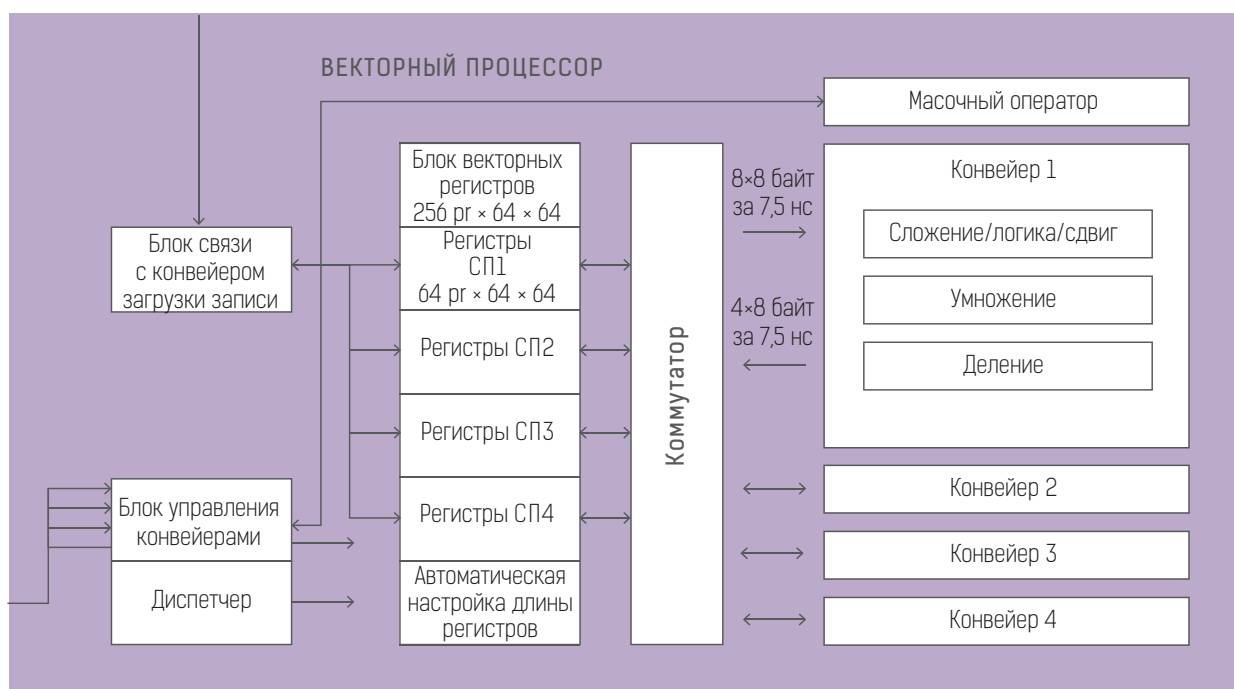 ВЕКТОРНЫЙ ПРОЦЕССОР
Масочный оператор
Блок векторных
регистров
256 pr × 64 × 64
Регистры
СП1
64 pr × 64 × 64
Регистры СП2
Регистры СП3
Регистры СП4
Автоматическая
настройка длины
регистров
Блок связи
с конвейером
загрузки записи
Блок управления
конвейерами
Диспетчер
Коммутатор
8×8 байт
за 7,5 нс
4×8 байт
за 7,5 нс
Конвейер 1
Сложение/логика/сдвиг
Умножение
Деление
Конвейер 2
Конвейер 3
Конвейер 4